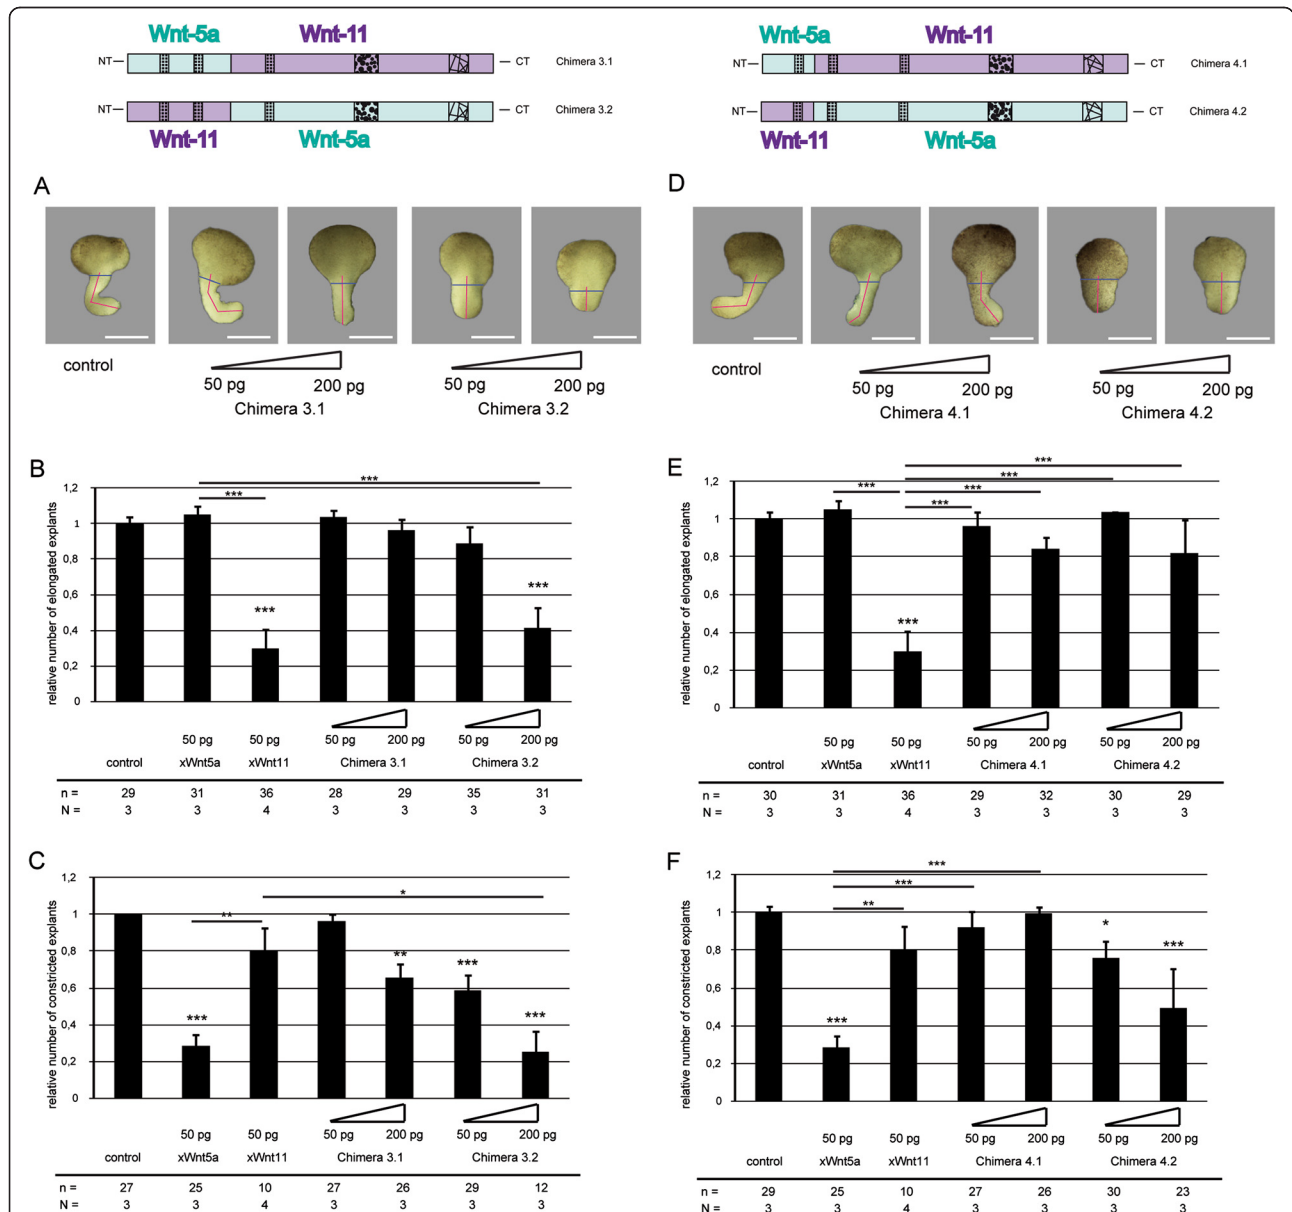 Wnt-5a Wnt-11
NT CT Chimera 3.1
NT CT Chimera 3.2
Wnt-11 Wnt-5a
Wnt-5a Wnt-11
NT CT Chimera 4.1
NT CT Chimera 4.2
Wnt-11 Wnt-5a
A
control
50 pg 200 pg 50 pg 200 pg
Chimera 3.1 Chimera 3.2
D
control
50 pg 200 pg 50 pg 200 pg
Chimera 4.1 Chimera 4.2
B
relative number of elongated explants
1,2
1
0,8
0,6
0,4
0,2
0
***
***
***
***
50 pg 50 pg 50 pg 200 pg 50 pg 200 pg
control xWnt5a xWnt11 Chimera 3.1 Chimera 3.2
n = 29 31 36 28 29 35 31
N = 3 3 4 3 3 3 3
E
relative number of elongated explants
1,2
1
0,8
0,6
0,4
0,2
0
***
***
*** ***
***
***
50 pg 50 pg 50 pg 200 pg 50 pg 200 pg
control xWnt5a xWnt11 Chimera 4.1 Chimera 4.2
n = 30 31 36 29 32 30 29
N = 3 3 4 3 3 3 3
C
relative number of constricted explants
1,2
1
0,8
0,6
0,4
0,2
0
*
**
** ***
*** ***
50 pg 50 pg 50 pg 200 pg 50 pg 200 pg
control xWnt5a xWnt11 Chimera 3.1 Chimera 3.2
n = 27 25 10 27 26 29 12
N = 3 3 4 3 3 3 3
F
relative number of constricted explants
1,2
1
0,8
0,6
0,4
0,2
0
***
***
**
*
***
***
50 pg 50 pg 50 pg 200 pg 50 pg 200 pg
control xWnt5a xWnt11 Chimera 4.1 Chimera 4.2
n = 29 25 10 27 26 30 23
N = 3 3 4 3 3 3 3